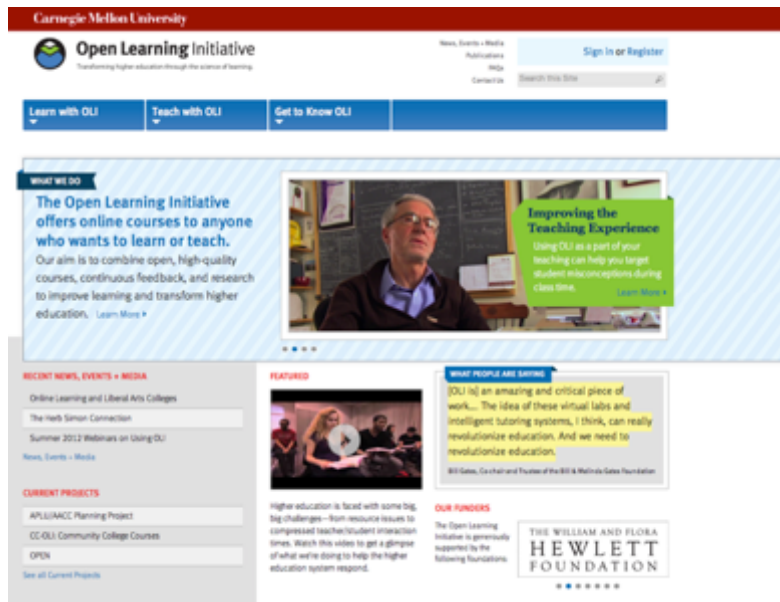 Carnegie Mellon University
Open Learning Initiative
Transforming higher education through the science of learning.
News, Events + Media
Publications
FAQs
Contact Us
Sign in or Register
Search this Site
Learn with OLI
Teach with OLI
Get to Know OLI
WHAT WE DO
The Open Learning Initiative
offers online courses to anyone
who wants to learn or teach.
Our aim is to combine open, high-quality
courses, continuous feedback, and research
to improve learning and transform higher
education. Learn More
Improving the
Teaching Experience
Using OLI as a part of your
teaching can help you target
student misconceptions during
class time.
Learn More
RECENT NEWS, EVENTS + MEDIA
Online Learning and Liberal Arts Colleges
The Herb Simon Connection
Summer 2012 Webinars on Using OLI
News, Events + Media
CURRENT PROJECTS
APLU/AACC Planning Project
CC-OLI: Community College Courses
OPEN
See all Current Projects
FEATURED
Higher education is faced with some big,
big challenges—from resource issues to
compressed teacher/student interaction
times. Watch this video to get a glimpse
of what we're doing to help the higher
education system respond.
WHAT PEOPLE ARE SAYING
[OLI is] an amazing and critical piece of
work... The idea of these virtual labs and
intelligent tutoring systems, I think, can really
revolutionize education. And we need to
revolutionize education.
Bill Gates, Co-chair and Trustee of the Bill & Melinda Gates Foundation
OUR FUNDERS
The Open Learning
Initiative is generously
supported by the
following foundations:
THE WILLIAM AND FLORA
HEWLETT
FOUNDATION